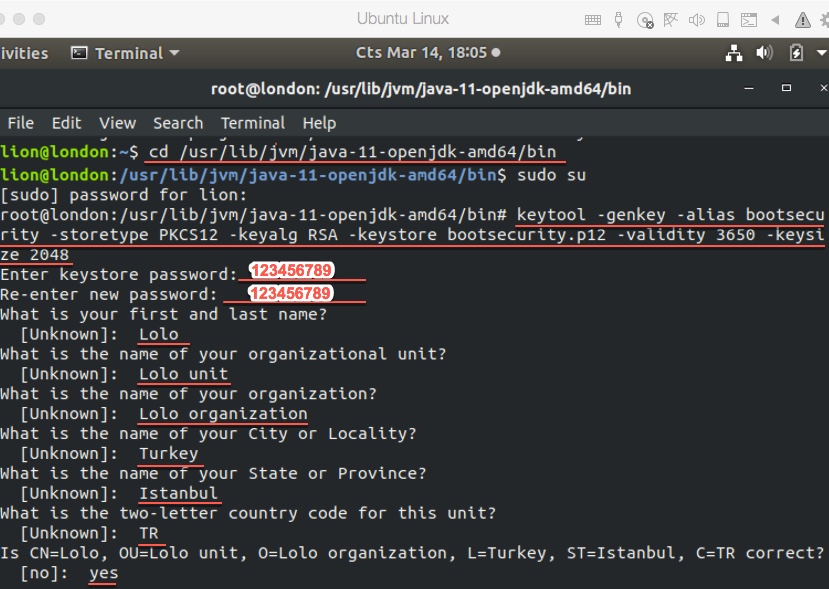 Ubuntu Linux
ivities Terminal Cts Mar 14, 18:05
root@london: /usr/lib/jvm/java-11-openjdk-amd64/bin
File Edit View Search Terminal Help
lion@london:~$ cd /usr/lib/jvm/java-11-openjdk-amd64/bin
lion@london:/usr/lib/jvm/java-11-openjdk-amd64/bin$ sudo su
[sudo] password for lion:
root@london:/usr/lib/jvm/java-11-openjdk-amd64/bin# keytool -genkey -alias bootsecu
rity -storetype PKCS12 -keyalg RSA -keystore bootsecurity.p12 -validity 3650 -keysi
ze 2048
Enter keystore password: 123456789
Re-enter new password: 123456789
What is your first and last name?
[Unknown]: Lolo
What is the name of your organizational unit?
[Unknown]: Lolo unit
What is the name of your organization?
[Unknown]: Lolo organization
What is the name of your City or Locality?
[Unknown]: Turkey
What is the name of your State or Province?
[Unknown]: Istanbul
What is the two-letter country code for this unit?
[Unknown]: TR
Is CN=Lolo, OU=Lolo unit, O=Lolo organization, L=Turkey, ST=Istanbul, C=TR correct?
[no]: yes